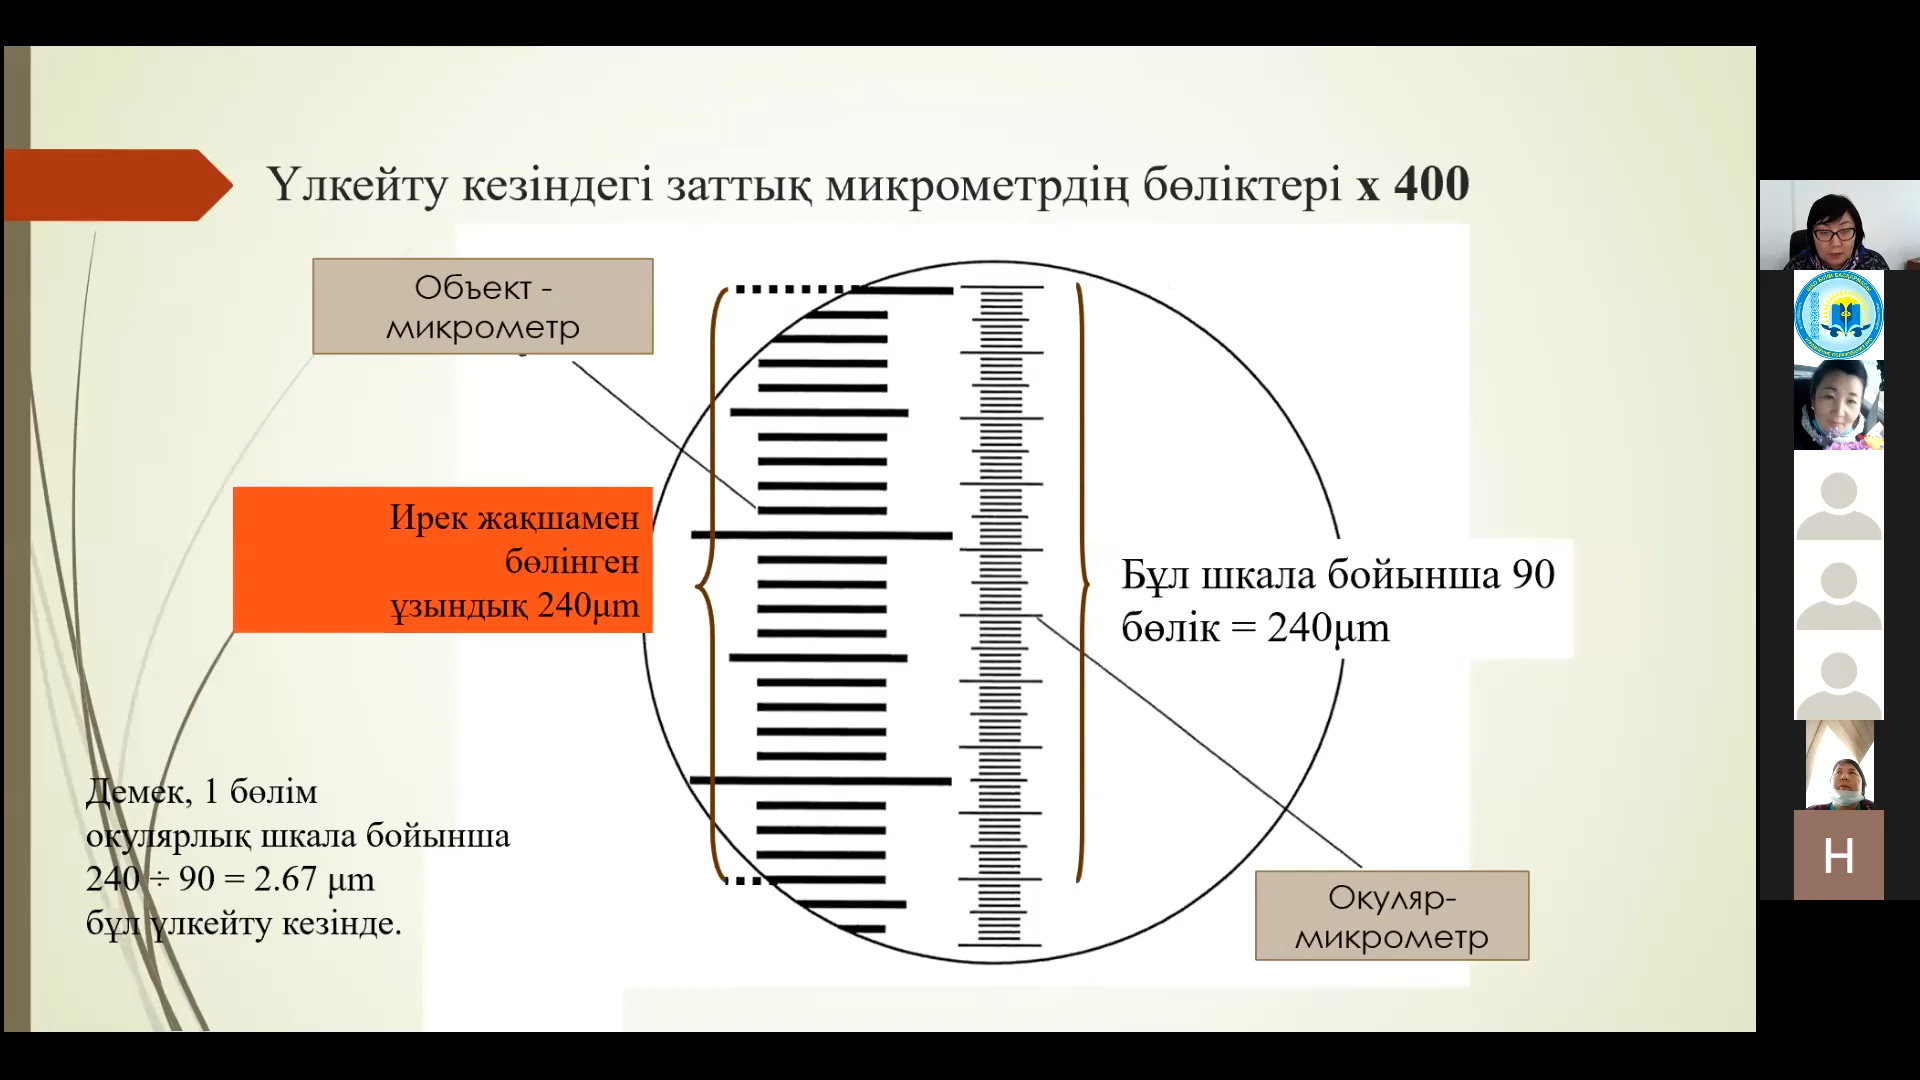 Үлкейту кезіндегі заттық микрометрдің бөліктері х 400
Объект -
микрометр
Ирек жақшамен
бөлінген
ұзындық 240μm
Бұл шкала бойынша 90
бөлік = 240μm
Демек, 1 бөлім
окулярлық шкала бойынша
240 ÷ 90 = 2.67 μm
бұл үлкейту кезінде.
Окуляр-
микрометр
Н